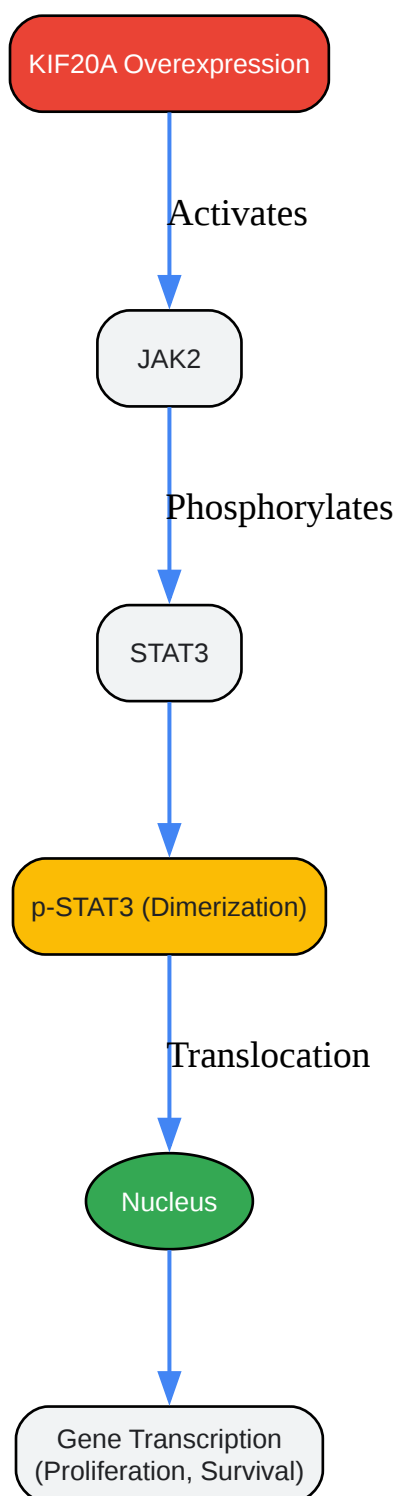 KIF20A Overexpression
Activates
JAK2
Phosphorylates
STAT3
p-STAT3 (Dimerization)
Translocation
Nucleus
Gene Transcription
(Proliferation, Survival)